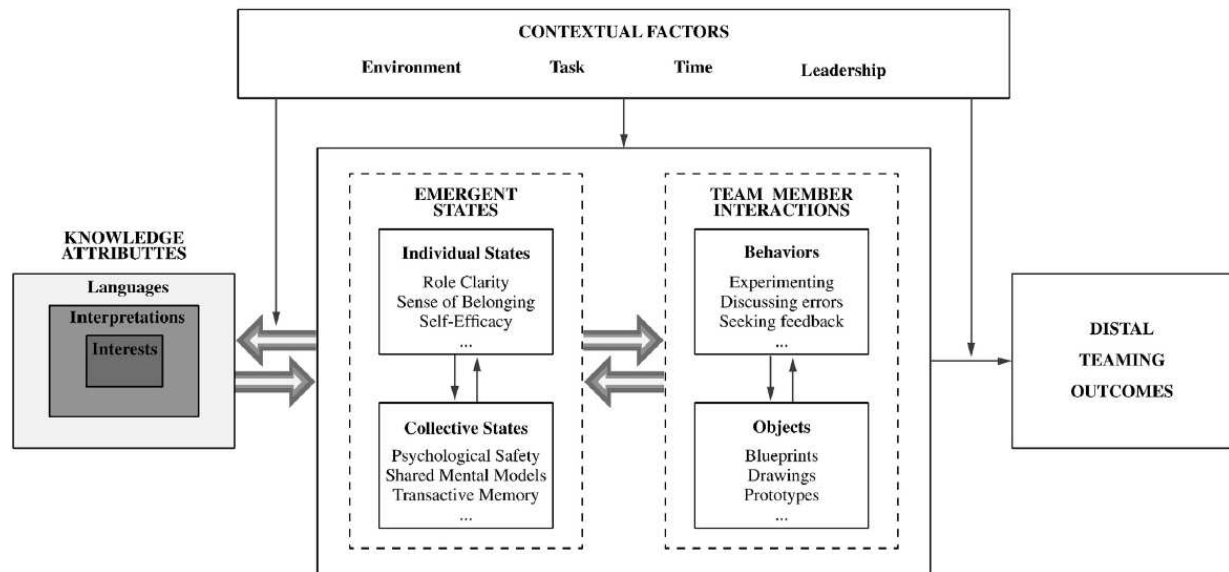 CONTEXTUAL FACTORS
Environment Task Time Leadership
KNOWLEDGE
ATTRIBUTTES
Languages
Interpretations
Interests
EMERGENT
STATES
Individual States
Role Clarity
Sense of Belonging
Self-Efficacy
...
Collective States
Psychological Safety
Shared Mental Models
Transactive Memory
...
TEAM MEMBER
INTERACTIONS
Behaviors
Experimenting
Discussing errors
Seeking feedback
...
Objects
Blueprints
Drawings
Prototypes
...
DISTAL
TEAMING
OUTCOMES